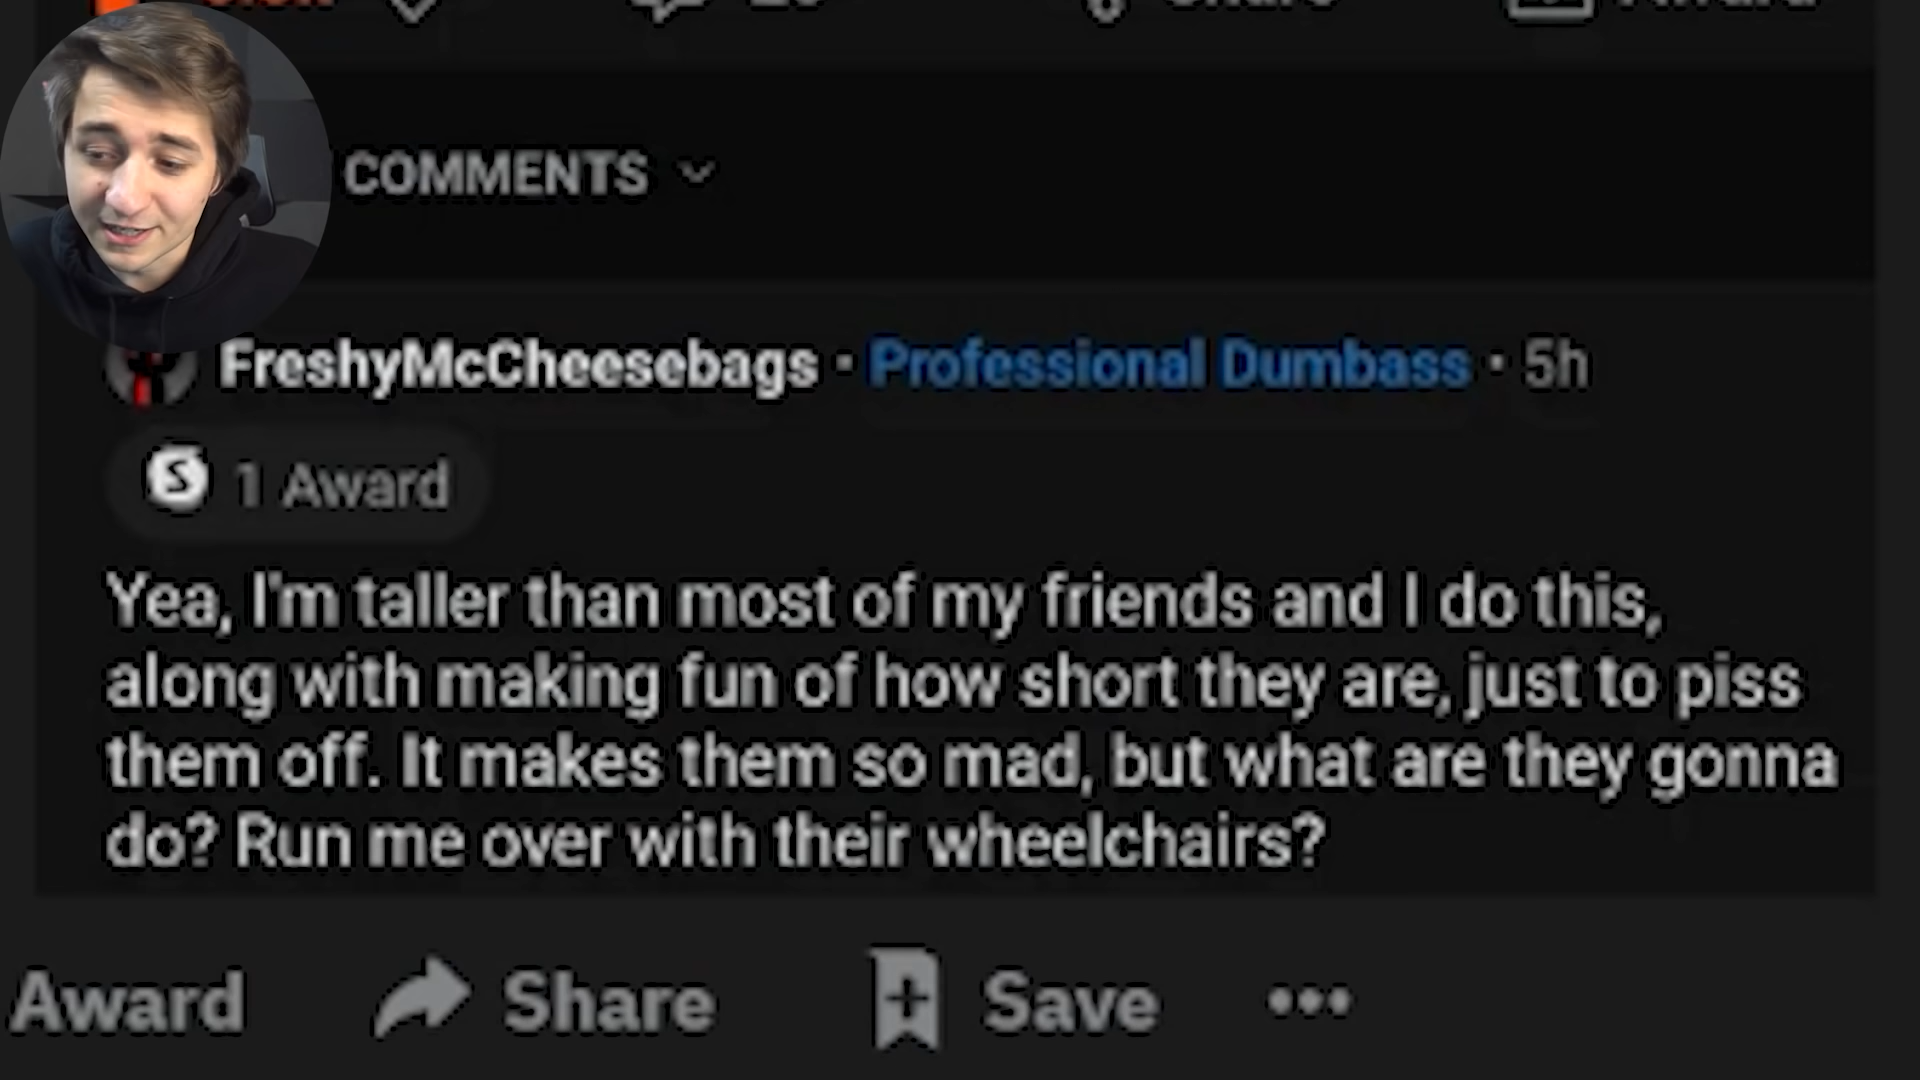 COMMENTS
FreshyMcCheesebags • Professional Dumbass • 5h
1 Award
Yea, I'm taller than most of my friends and I do this,
along with making fun of how short they are, just to piss
them off. It makes them so mad, but what are they gonna
do? Run me over with their wheelchairs?
Award Share Save